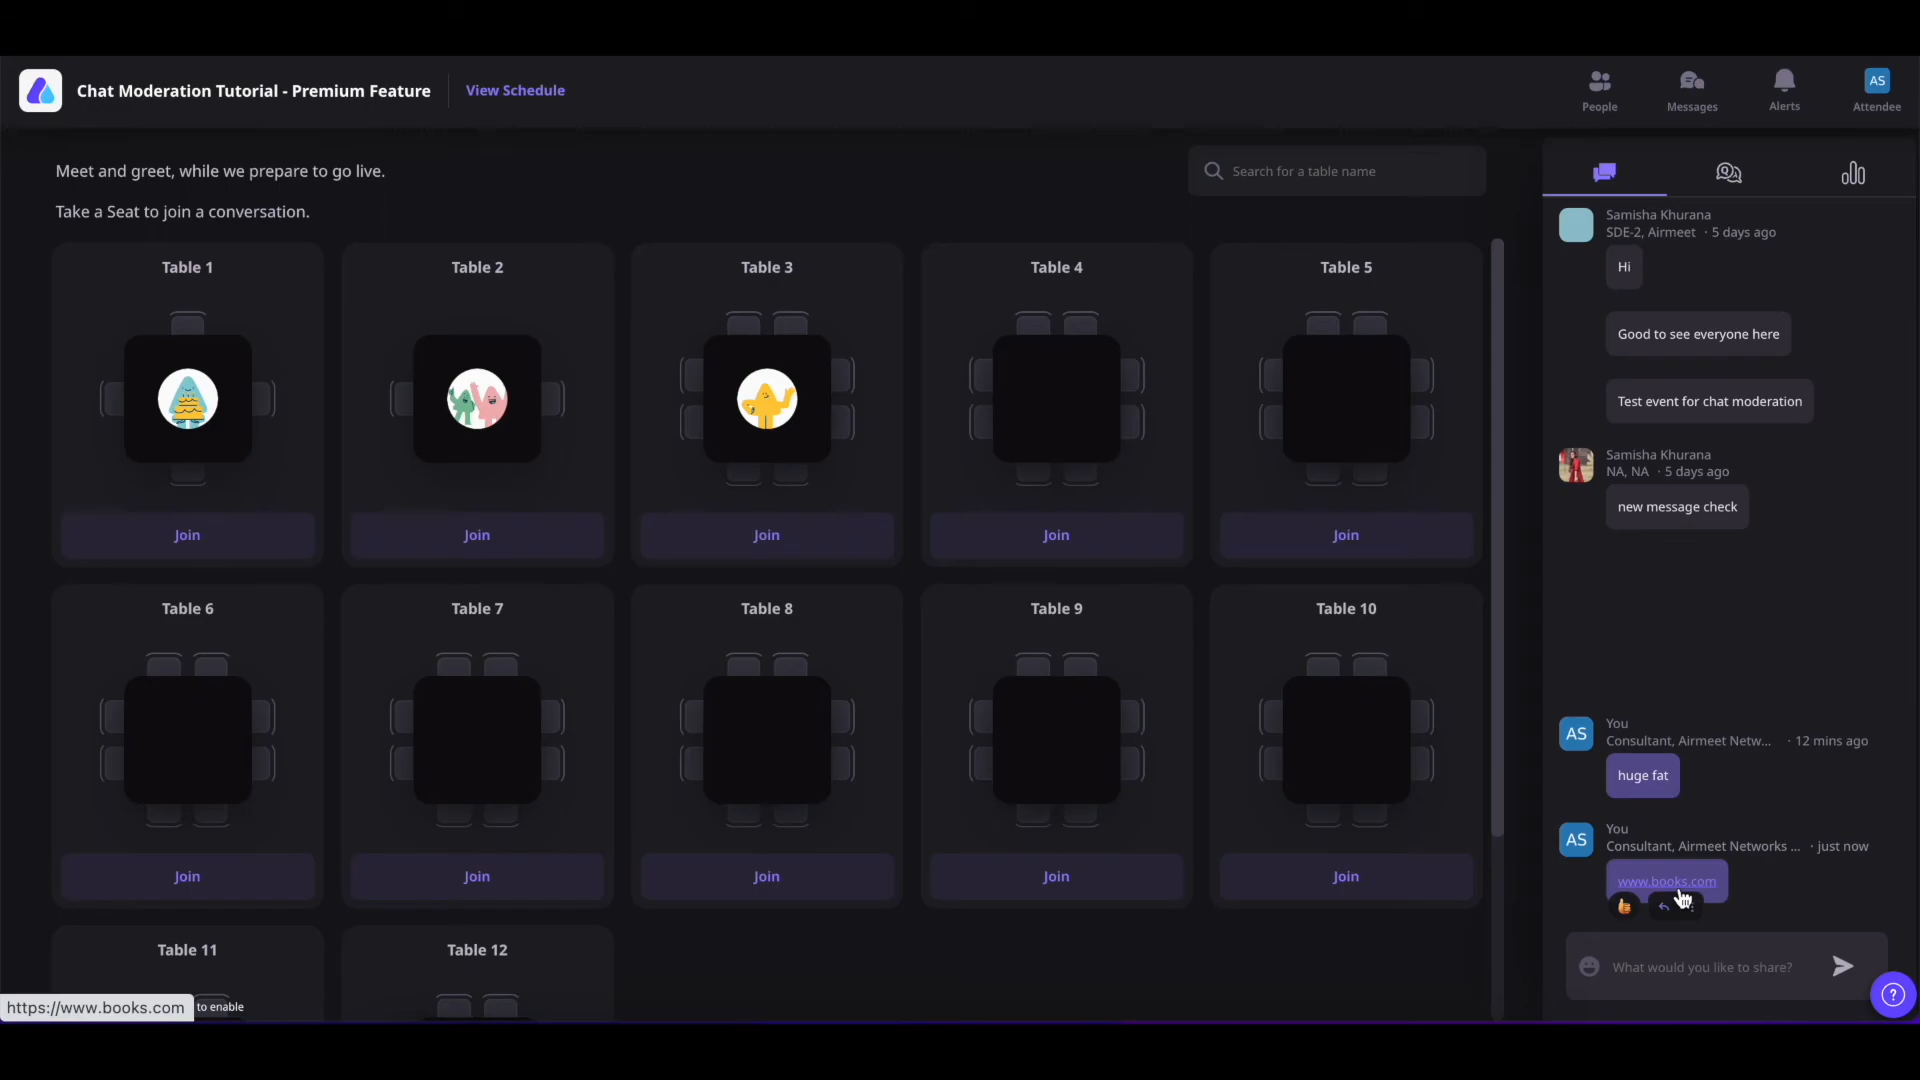 Chat Moderation Tutorial - Premium Feature
View Schedule
People
Messages
Alerts
AS
Attendee
Meet and greet, while we prepare to go live.
Take a Seat to join a conversation.
Search for a table name
Table 1
Table 2
Table 3
Table 4
Table 5
Join
Join
Join
Join
Join
Table 6
Table 7
Table 8
Table 9
Table 10
Join
Join
Join
Join
Join
Table 11
Table 12
https://www.books.com
to enable
Q
A
Samisha Khurana
SDE-2, Airmeet · 5 days ago
Hi
Good to see everyone here
Test event for chat moderation
Samisha Khurana
NA, NA · 5 days ago
new message check
AS
You
Consultant, Airmeet Netw... · 12 mins ago
huge fat
AS
You
Consultant, Airmeet Networks ... · just now
www.books.com
What would you like to share?
?